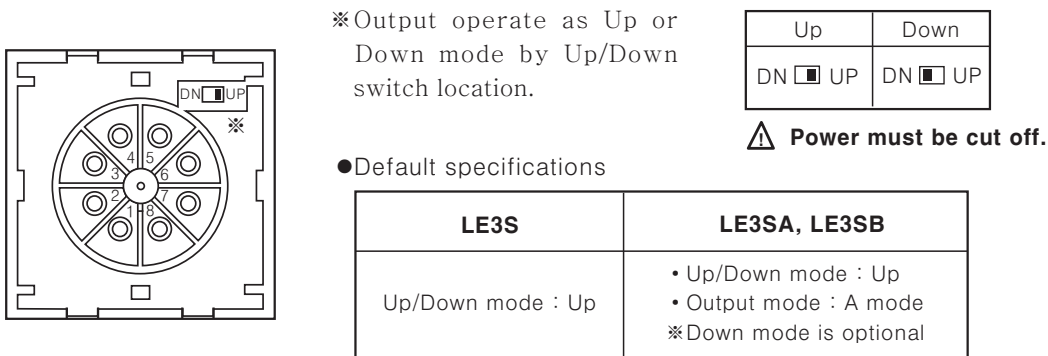 ※Output operate as Up or
Down mode by Up/Down
switch location.
Up Down
DN UP DN UP
⚠ Power must be cut off.
DN UP
※
4 5
3 6
2 7
1 8
●Default specifications
LE3S LE3SA, LE3SB
Up/Down mode : Up
• Up/Down mode : Up
• Output mode : A mode
※Down mode is optional